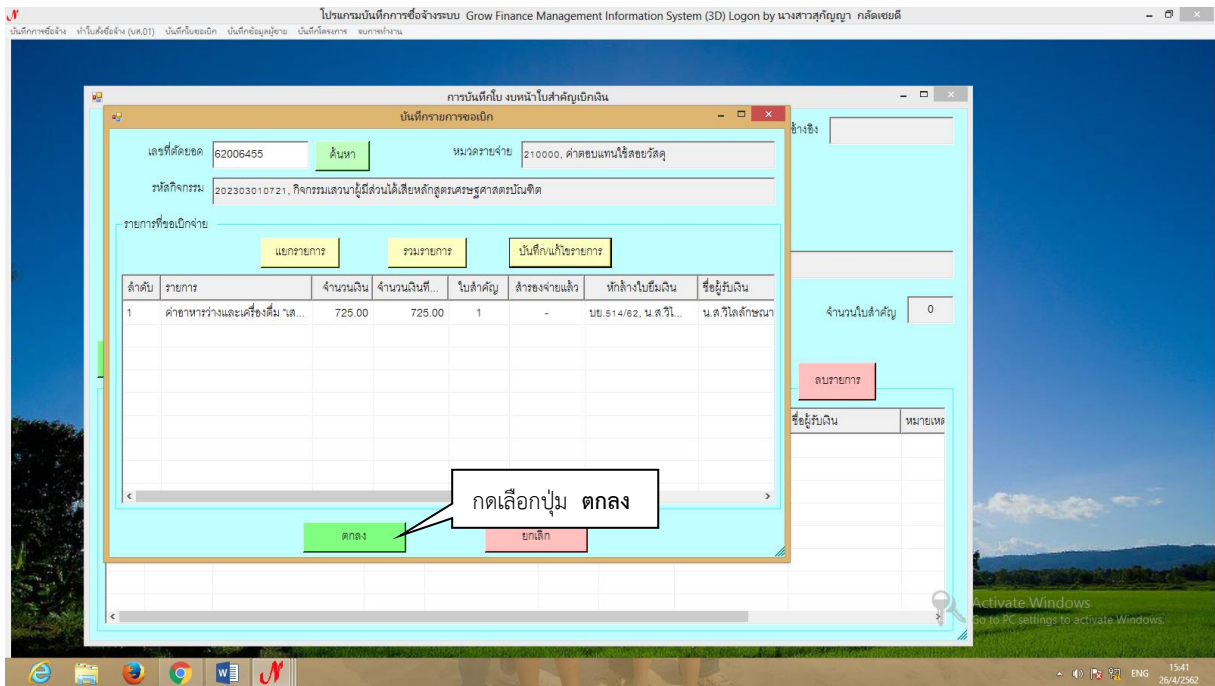 โปรแกรมบันทึกการซื้อจ้างระบบ Grow Finance Management Information System (3D) Logon by นางสาวสุกัญญา กลัดเซยดี
บันทึกการซื้อจ้าง ทำใบสั่งซื้อจ้าง (บส.01) บันทึกใบขอเบิก บันทึกข้อมูลผู้ขาย บันทึกโครงการ จบการทำงาน
การบันทึกใบ งบหน้าใบสำคัญเบิกเงิน
บันทึกรายการขอเบิก
อ้างอิง
เลขที่ตัดยอด 62006455 ค้นหา หมวดรายจ่าย 210000, ค่าตอบแทนใช้สอยวัสดุ
รหัสกิจกรรม 202303010721, กิจกรรมเสวนาผู้มีส่วนได้เสียหลักสูตรเศรษฐศาสตรบัณฑิต
รายการที่ขอเบิกจ่าย
แยกรายการ รวมรายการ บันทึก/แก้ไขรายการ
ลำดับ รายการ จำนวนเงิน จำนวนเงินที่... ใบสำคัญ สำรองจ่ายแล้ว หักล้างใบยืมเงิน ชื่อผู้รับเงิน
1 ค่าอาหารว่างและเครื่องดื่ม "เส... 725.00 725.00 1 - บย.514/62, น.ส.วิไ... น.ส.วิไลลักษณา
จำนวนใบสำคัญ 0
ลบรายการ
ชื่อผู้รับเงิน หมายเหตุ
กดเลือกปุ่ม ตกลง
ตกลง ยกเลิก
Activate Windows
Go to PC settings to activate Windows.
ENG 15:41
26/4/2562